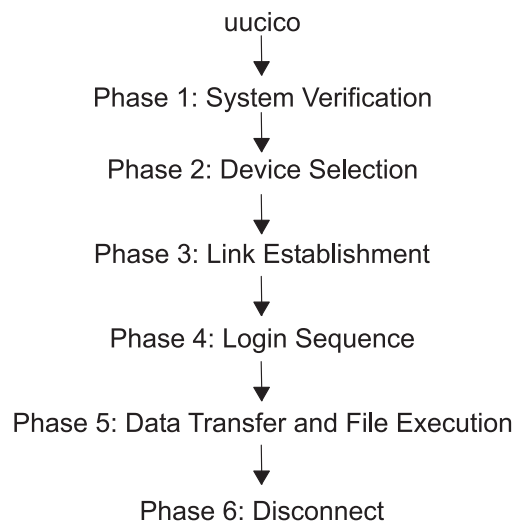 uucico
Phase 1: System Verification
Phase 2: Device Selection
Phase 3: Link Establishment
Phase 4: Login Sequence
Phase 5: Data Transfer and File Execution
Phase 6: Disconnect